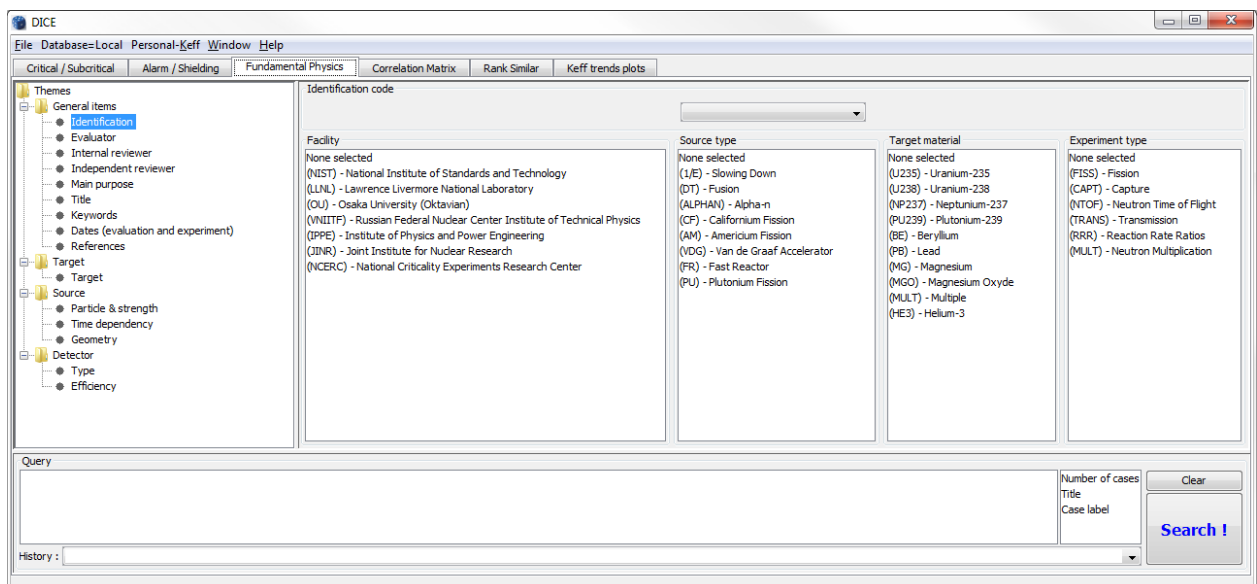 DICE
File Database=Local Personal-Keff Window Help
Critical / Subcritical
Alarm / Shielding
Fundamental Physics
Correlation Matrix
Rank Similar
Keff trends plots
Themes
General items
Identification
Evaluator
Internal reviewer
Independent reviewer
Main purpose
Title
Keywords
Dates (evaluation and experiment)
References
Target
Target
Source
Particle & strength
Time dependency
Geometry
Detector
Type
Efficiency
Identification code
Facility
None selected
(NIST) - National Institute of Standards and Technology
(LLNL) - Lawrence Livermore National Laboratory
(OU) - Osaka University (Oktavian)
(VNIITF) - Russian Federal Nuclear Center Institute of Technical Physics
(IPPE) - Institute of Physics and Power Engineering
(JINR) - Joint Institute for Nuclear Research
(NCERC) - National Criticality Experiments Research Center
Source type
None selected
(1/E) - Slowing Down
(DT) - Fusion
(ALPHAN) - Alpha-n
(CF) - Californium Fission
(AM) - Americium Fission
(VDG) - Van de Graaf Accelerator
(FR) - Fast Reactor
(PU) - Plutonium Fission
Target material
None selected
(U235) - Uranium-235
(U238) - Uranium-238
(NP237) - Neptunium-237
(PU239) - Plutonium-239
(BE) - Beryllium
(PB) - Lead
(MG) - Magnesium
(MGO) - Magnesium Oxyde
(MULT) - Multiple
(HE3) - Helium-3
Experiment type
None selected
(FISS) - Fission
(CAPT) - Capture
(NTOF) - Neutron Time of Flight
(TRANS) - Transmission
(RRR) - Reaction Rate Ratios
(MULT) - Neutron Multiplication
Query
Number of cases
Title
Case label
Clear
Search !
History :